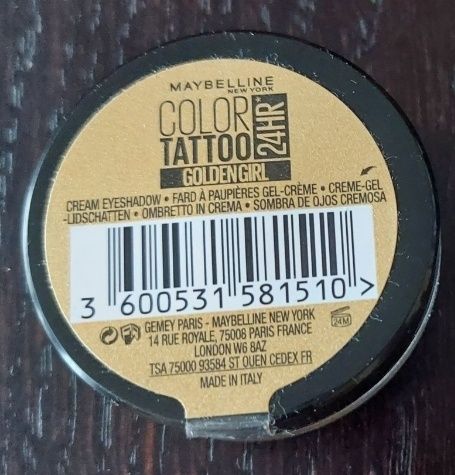 MAYBELLINE
NEW YORK
COLOR
TATTOO
24HR*
GOLDEN GIRL
CREAM EYESHADOW • FARD À PAUPIÈRES GEL-CRÈME • CREME-GEL
-LIDSCHATTEN • OMBRETTO IN CREMA • SOMBRA DE OJOS CREMOSA
3 600531 581510 >
GEMEY PARIS - MAYBELLINE NEW YORK
14 RUE ROYALE, 75008 PARIS FRANCE
LONDON W6 8AZ
TSA 75000 93584 ST OUEN CEDEX FR
MADE IN ITALY
24M